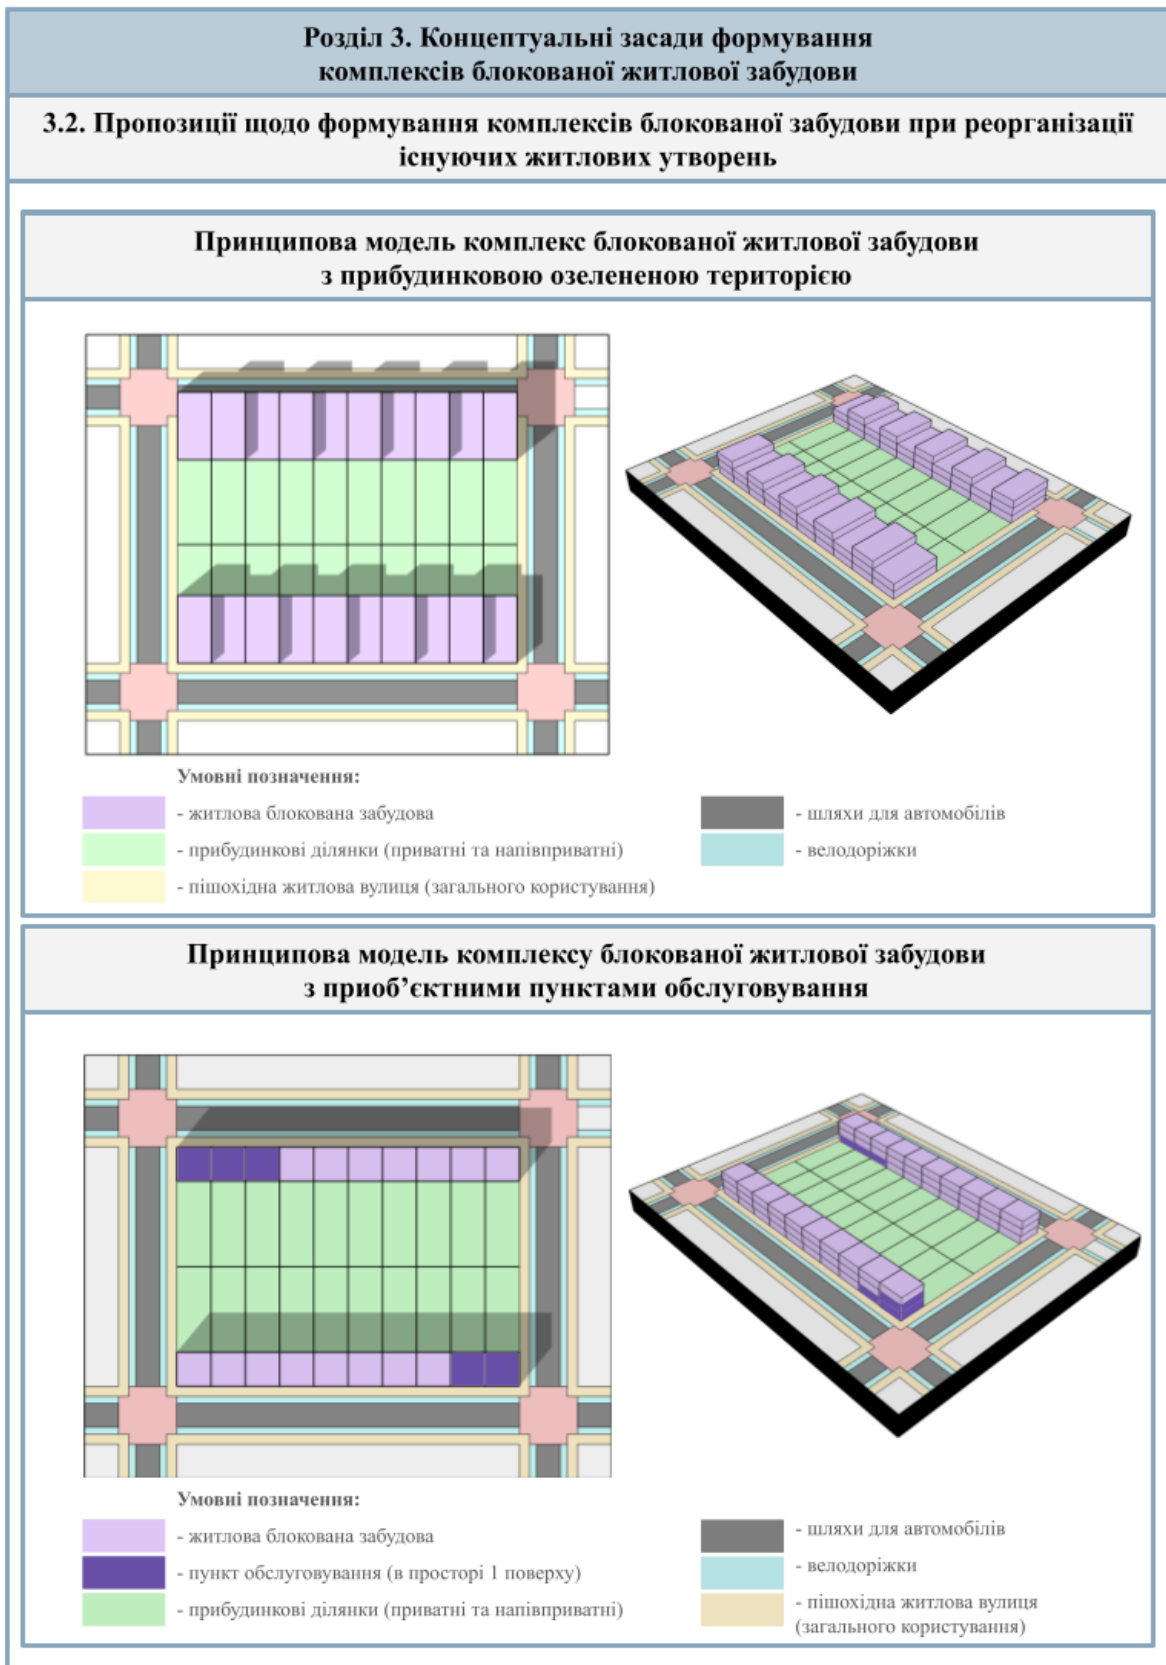 Розділ 3. Концептуальні засади формування
комплексів блокованої житлової забудови
3.2. Пропозиції щодо формування комплексів блокованої забудови при реорганізації
існуючих житлових утворень
Принципова модель комплекс блокованої житлової забудови
з прибудинковою озелененою територією
Умовні позначення:
- житлова блокована забудова
- прибудинкові ділянки (приватні та напівприватні)
- пішохідна житлова вулиця (загального користування)
- шляхи для автомобілів
- велодоріжки
Принципова модель комплексу блокованої житлової забудови
з приоб’єктними пунктами обслуговування
Умовні позначення:
- житлова блокована забудова
- пункт обслуговування (в просторі 1 поверху)
- прибудинкові ділянки (приватні та напівприватні)
- шляхи для автомобілів
- велодоріжки
- пішохідна житлова вулиця
(загального користування)